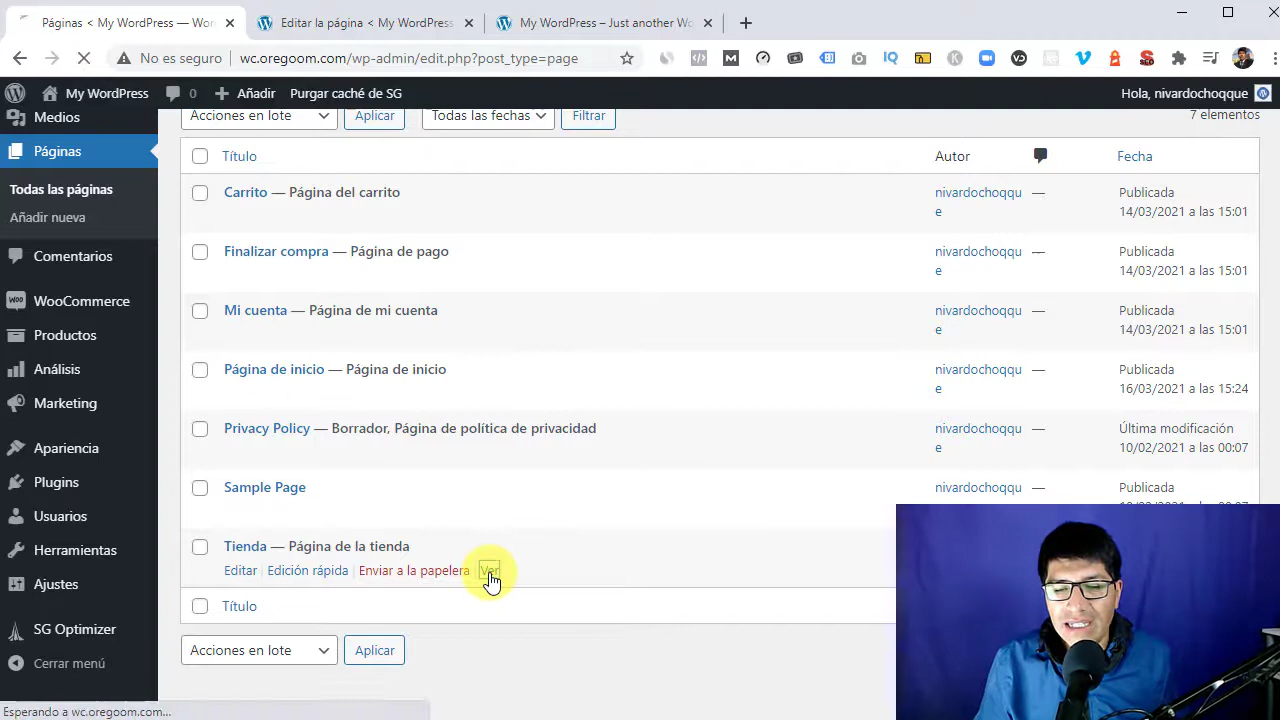 Páginas < My WordPress — Wor
Editar la página < My WordPress
My WordPress – Just another Wo
No es seguro
wc.oregoom.com/wp-admin/edit.php?post_type=page
My WordPress
0
Añadir
Purgar caché de SG
Hola, nivardochoqque
Medios
Páginas
Todas las páginas
Añadir nueva
Comentarios
WooCommerce
Productos
Análisis
Marketing
Apariencia
Plugins
Usuarios
Herramientas
Ajustes
SG Optimizer
Cerrar menú
Acciones en lote
Aplicar
Todas las fechas
Filtrar
7 elementos
Título
Autor
Fecha
Carrito — Página del carrito
nivardochoqqu
e
—
Publicada
14/03/2021 a las 15:01
Finalizar compra — Página de pago
nivardochoqqu
e
—
Publicada
14/03/2021 a las 15:01
Mi cuenta — Página de mi cuenta
nivardochoqqu
e
—
Publicada
14/03/2021 a las 15:01
Página de inicio — Página de inicio
nivardochoqqu
e
—
Publicada
16/03/2021 a las 15:24
Privacy Policy — Borrador, Página de política de privacidad
nivardochoqqu
e
—
Última modificación
10/02/2021 a las 00:07
Sample Page
nivardochoqqu
—
Publicada
Tienda — Página de la tienda
Editar | Edición rápida | Enviar a la papelera | Ver
Título
Acciones en lote
Aplicar
Esperando a wc.oregoom.com...